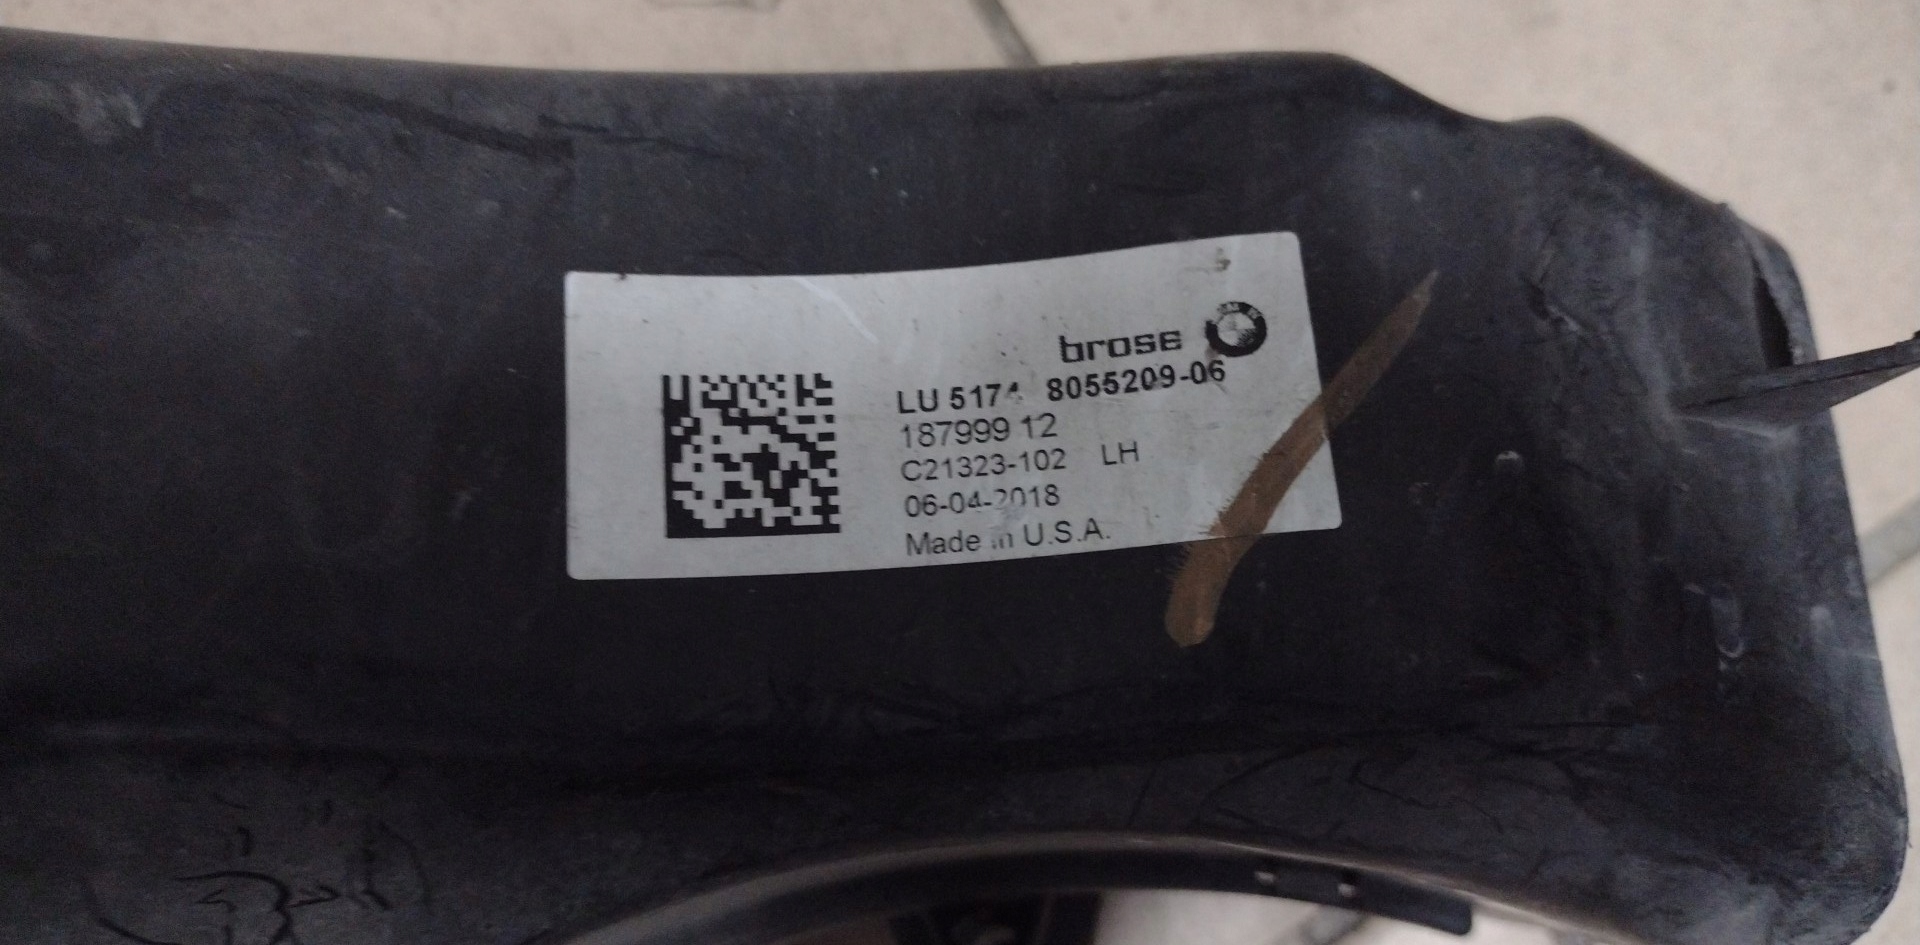 brose
LU 5174 8055209-06
187999 12
C21323-102 LH
06-04-2018
Made in U.S.A.